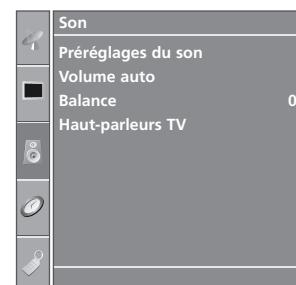 Son
Préréglages du son
Volume auto
Balance 0
Haut-parleurs TV